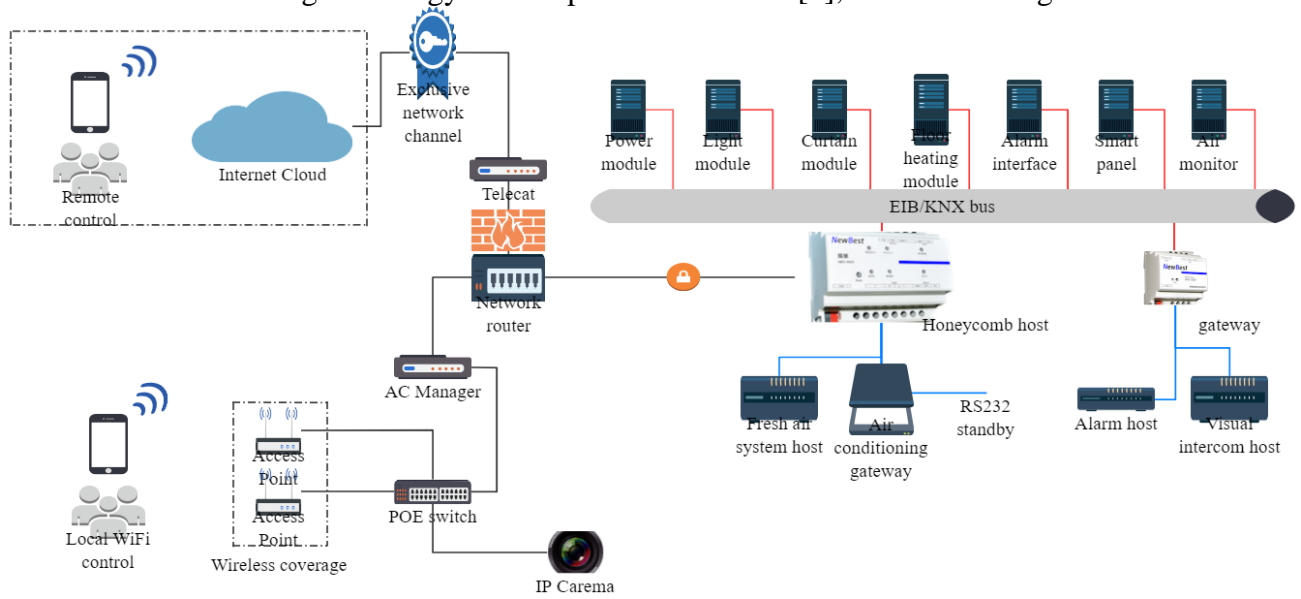 Exclusive
network
channel
Internet Cloud
Remote
control
Telecat
Power
module
Light
module
Curtain
module
Floor
heating
module
Alarm
interface
Smart
panel
Air
monitor
EIB/KNX bus
NewBest
NewBest
Network
router
Honeycomb host
gateway
AC Manager
Fresh air
system host
Air
conditioning
gateway
RS232
standby
Alarm host
Visual
intercom host
Access
Point
Access
Point
POE switch
Local WiFi
control
Wireless coverage
IP Carema